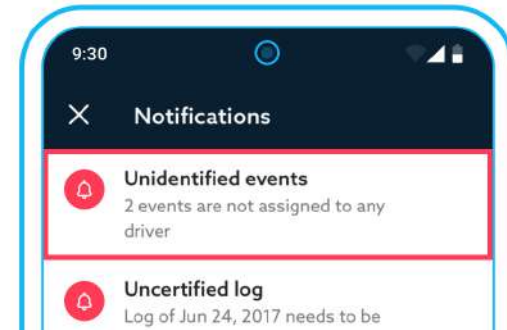 9:30
Notifications
Unidentified events
2 events are not assigned to any
driver
Uncertified log
Log of Jun 24, 2017 needs to be